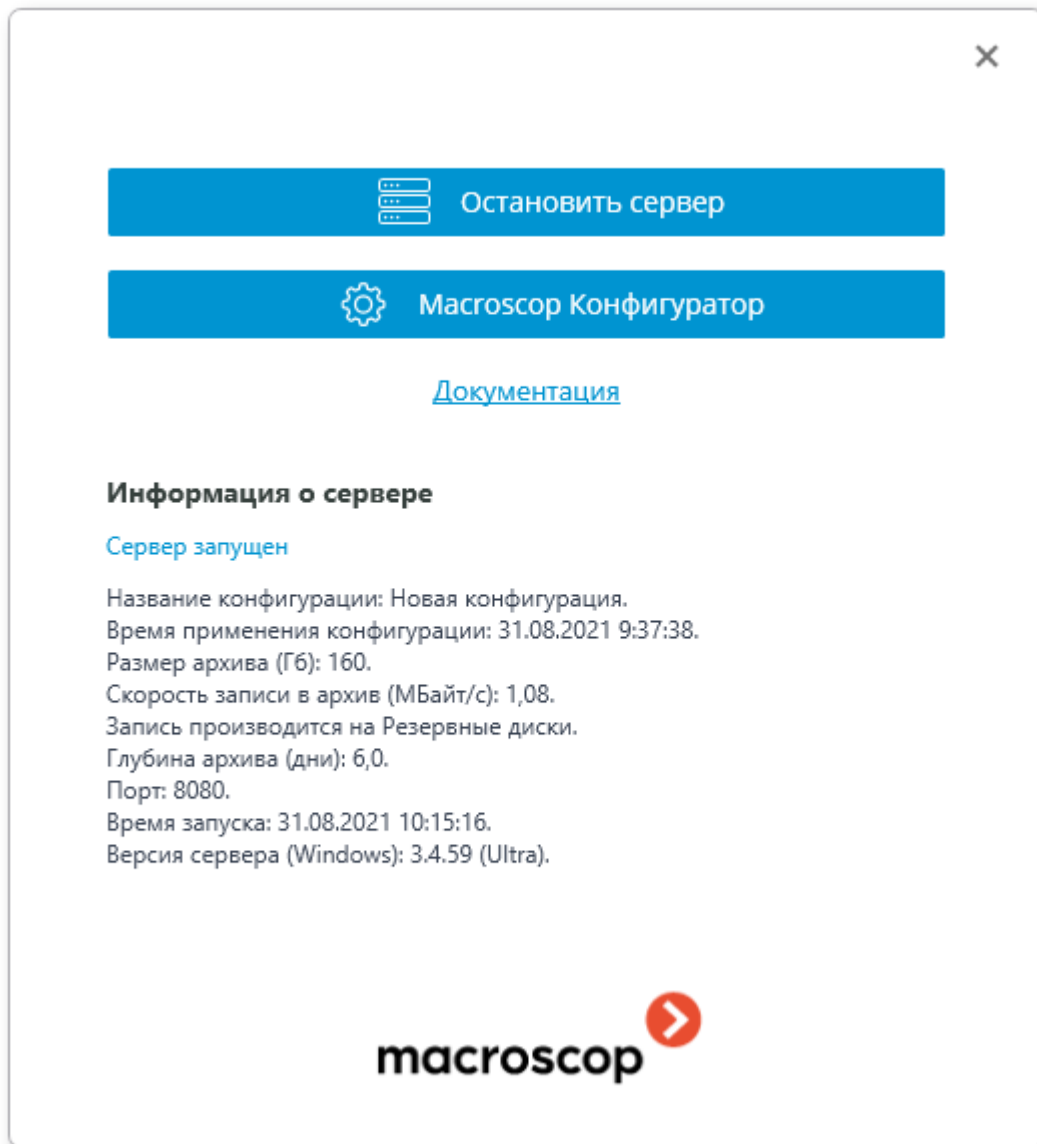 Остановить сервер
Macroscop Конфигуратор
Документация
Информация о сервере
Сервер запущен
Название конфигурации: Новая конфигурация.
Время применения конфигурации: 31.08.2021 9:37:38.
Размер архива (Гб): 160.
Скорость записи в архив (МБайт/с): 1,08.
Запись производится на Резервные диски.
Глубина архива (дни): 6,0.
Порт: 8080.
Время запуска: 31.08.2021 10:15:16.
Версия сервера (Windows): 3.4.59 (Ultra).
macroscop